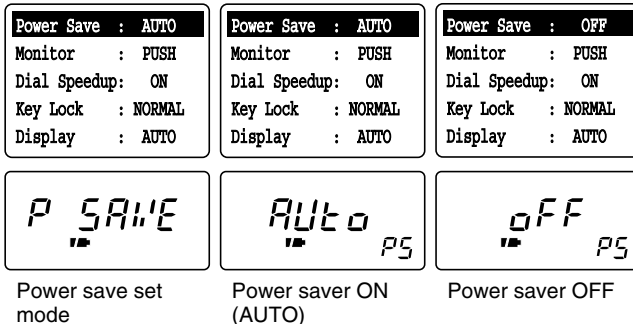 Power Save : AUTO
Monitor : PUSH
Dial Speedup: ON
Key Lock : NORMAL
Display : AUTO
Power Save : AUTO
Monitor : PUSH
Dial Speedup: ON
Key Lock : NORMAL
Display : AUTO
Power Save : OFF
Monitor : PUSH
Dial Speedup: ON
Key Lock : NORMAL
Display : AUTO
P SAVE
AUto
PS
oFF
PS
Power save set
mode
Power saver ON
(AUTO)
Power saver OFF